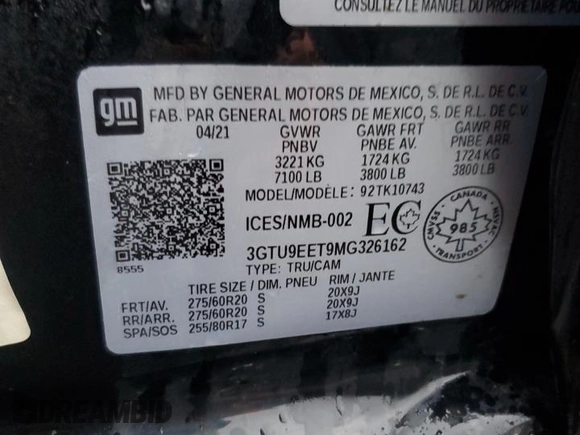 CONSULTEZ LE MANUEL DU PROPRIÉTAIRE POUR
gm
MFD BY GENERAL MOTORS DE MEXICO, S. DE R.L. DE C.V.
FAB. PAR GENERAL MOTORS DE MEXICO, S. DE R.L. DE C.V.
04/21 GVWR GAWR FRT GAWR RR
PNBV PNBE AV. PNBE ARR.
3221 KG 1724 KG 1724 KG
7100 LB 3800 LB 3800 LB
MODEL/MODÈLE: 92TK10743
ICES/NMB-002 EC
CANADA
985
CMVSS NSVAC
3GTU9EET9MG326162
8555 TYPE: TRU/CAM
TIRE SIZE / DIM. PNEU RIM / JANTE
FRT/AV. 275/60R20 S 20X9J
RR/ARR. 275/60R20 S 20X9J
SPA/SOS 255/80R17 S 17X8J
DREAMBID